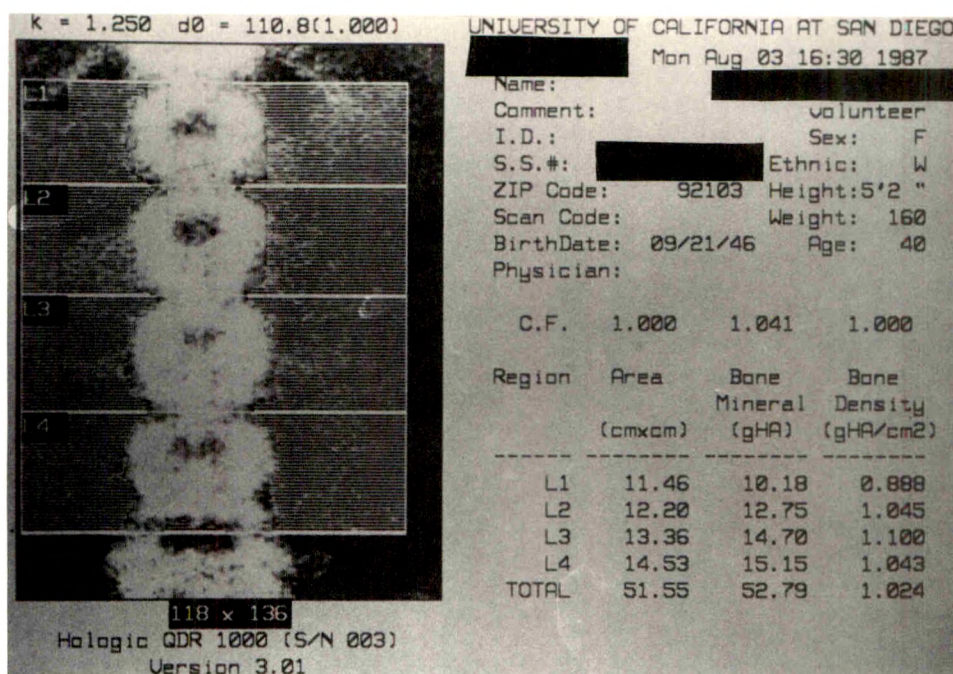 k = 1.250 d0 = 110.8(1.000)
L1
L2
L3
L4
118 x 136
Hologic QDR 1000 (S/N 003)
Version 3.01
UNIVERSITY OF CALIFORNIA AT SAN DIEGO
Mon Aug 03 16:30 1987
Name:
Comment: volunteer
I.D.: Sex: F
S.S.#: Ethnic: W
ZIP Code: 92103 Height:5'2 "
Scan Code: Weight: 160
BirthDate: 09/21/46 Age: 40
Physician:
C.F. 1.000 1.041 1.000
Region Area Bone Bone
Mineral Density
(cmxcm) (gHA) (gHA/cm2)
------ -------- -------- --------
L1 11.46 10.18 0.888
L2 12.20 12.75 1.045
L3 13.36 14.70 1.100
L4 14.53 15.15 1.043
TOTAL 51.55 52.79 1.024